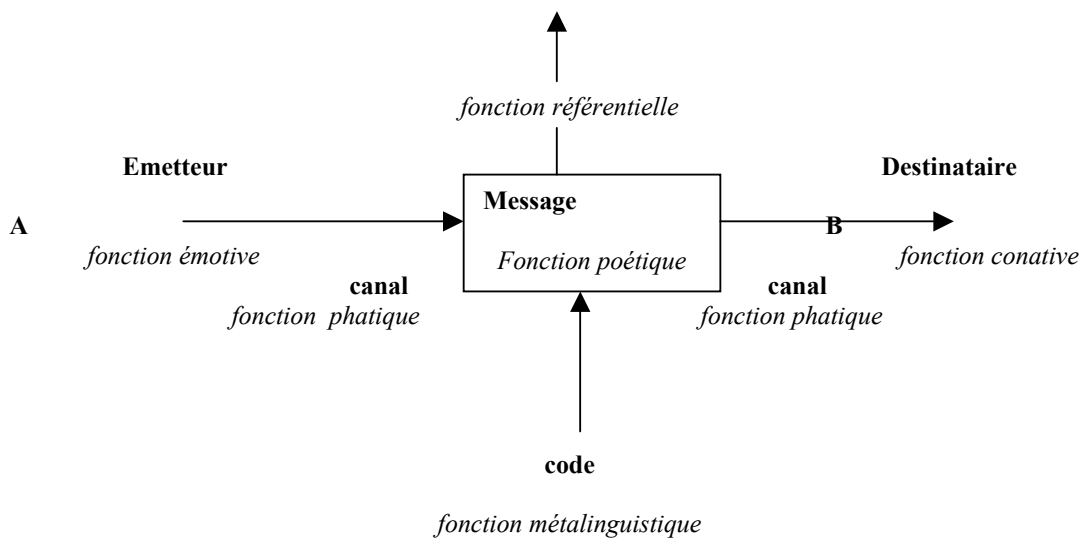 fonction référentielle
Emetteur
Destinataire
Message
A
B
fonction émotive
Fonction poétique
fonction conative
canal
canal
fonction phatique
fonction phatique
code
fonction métalinguistique